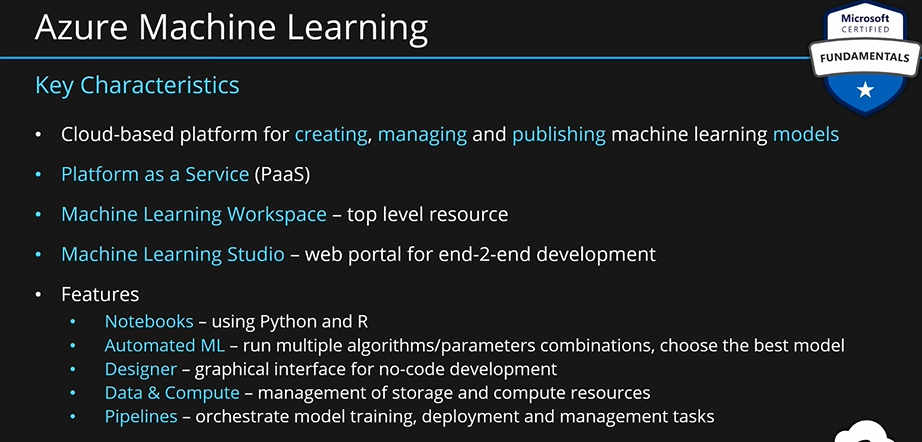 Azure Machine Learning
Microsoft
CERTIFIED
FUNDAMENTALS
Key Characteristics
• Cloud-based platform for creating, managing and publishing machine learning models
• Platform as a Service (PaaS)
• Machine Learning Workspace – top level resource
• Machine Learning Studio – web portal for end-2-end development
• Features
• Notebooks – using Python and R
• Automated ML – run multiple algorithms/parameters combinations, choose the best model
• Designer – graphical interface for no-code development
• Data & Compute – management of storage and compute resources
• Pipelines – orchestrate model training, deployment and management tasks